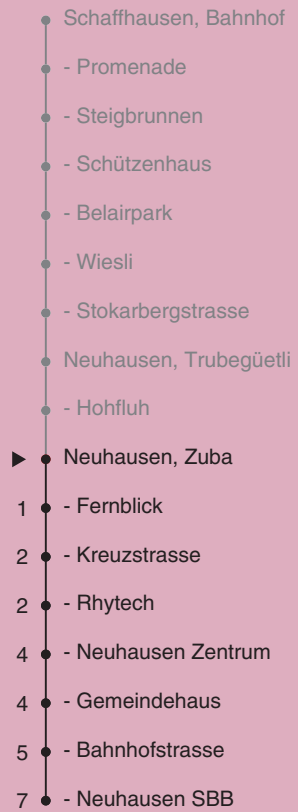 Schaffhausen, Bahnhof
- Promenade
- Steigbrunnen
- Schützenhaus
- Belairpark
- Wiesli
- Stokarbergstrasse
Neuhausen, Trubegüetli
- Hohfluh
Neuhausen, Zuba
1 - Fernblick
2 - Kreuzstrasse
2 - Rhytech
4 - Neuhausen Zentrum
4 - Gemeindehaus
5 - Bahnhofstrasse
7 - Neuhausen SBB